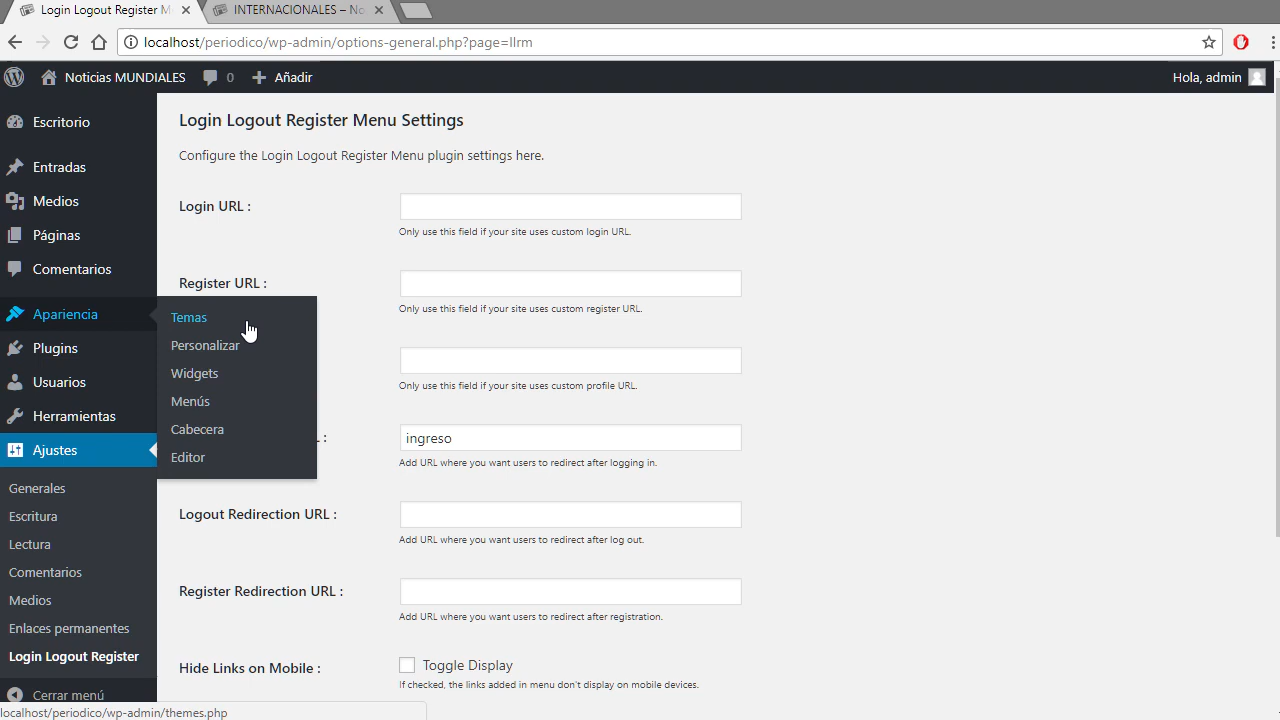 Login Logout Register M
INTERNACIONALES – No
localhost/periodico/wp-admin/options-general.php?page=llrm
Noticias MUNDIALES
0
Añadir
Hola, admin
Escritorio
Entradas
Medios
Páginas
Comentarios
Apariencia
Plugins
Usuarios
Herramientas
Ajustes
Generales
Escritura
Lectura
Comentarios
Medios
Enlaces permanentes
Login Logout Register
Cerrar menú
Temas
Personalizar
Widgets
Menús
Cabecera
Editor
Login Logout Register Menu Settings
Configure the Login Logout Register Menu plugin settings here.
Login URL :
Only use this field if your site uses custom login URL.
Register URL :
Only use this field if your site uses custom register URL.
Only use this field if your site uses custom profile URL.
L :
ingreso
Add URL where you want users to redirect after logging in.
Logout Redirection URL :
Add URL where you want users to redirect after log out.
Register Redirection URL :
Add URL where you want users to redirect after registration.
Hide Links on Mobile :
Toggle Display
If checked, the links added in menu don't display on mobile devices.
localhost/periodico/wp-admin/themes.php